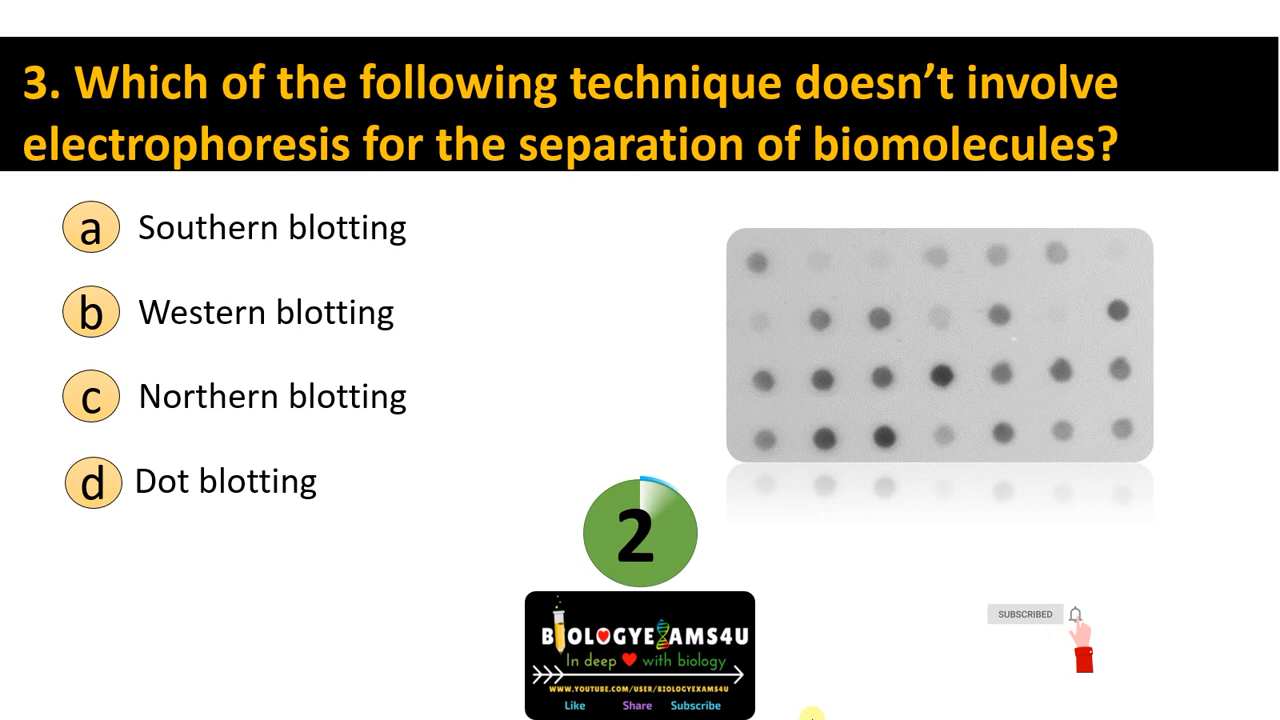 3. Which of the following technique doesn’t involve
electrophoresis for the separation of biomolecules?
a Southern blotting
b Western blotting
c Northern blotting
d Dot blotting
2
BIOLOGYEXAMS4U
In deep ❤ with biology
WWW.YOUTUBE.COM/USER/BIOLOGYEXAMS4U
Like Share Subscribe
SUBSCRIBED